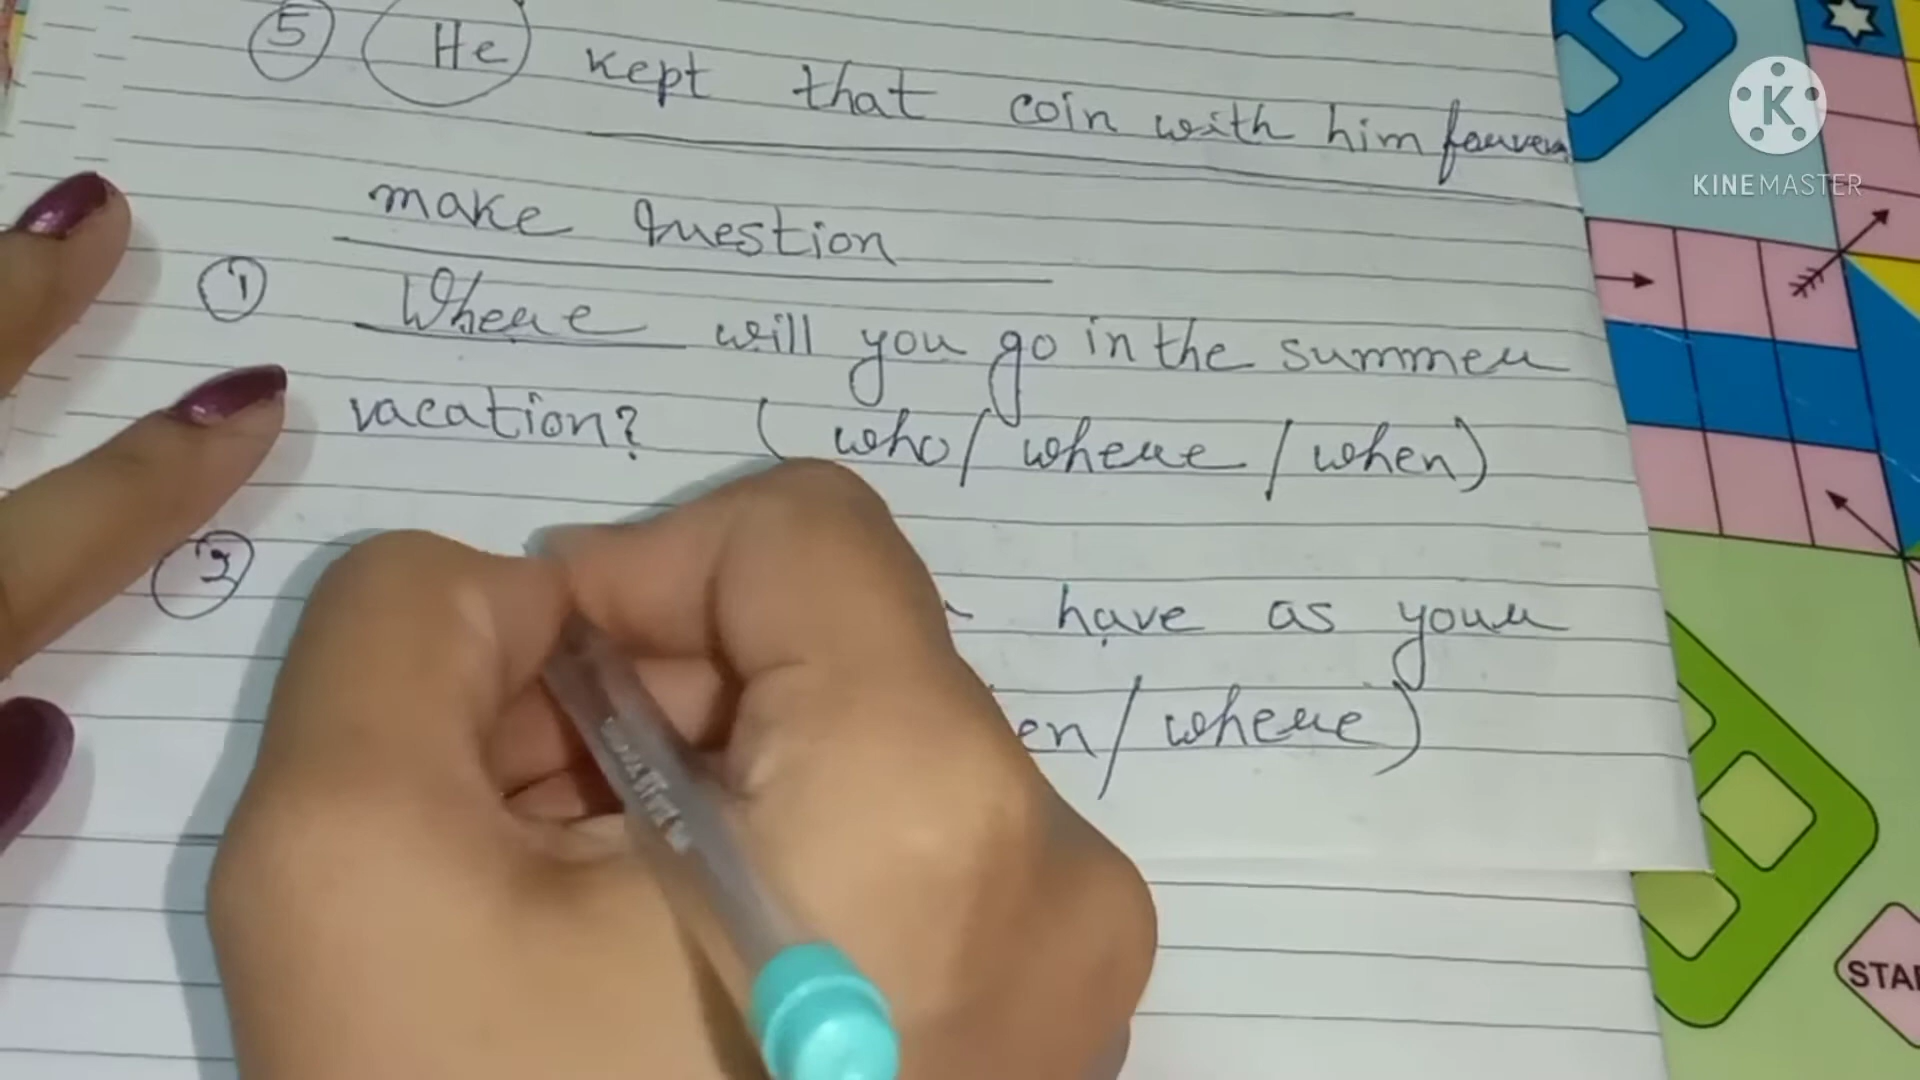 5 He kept that coin with him forever
make Question
1 Where will you go in the summer
vacation? (who/ where / when)
2 have as your
en / where)
K
KINEMASTER
STAR